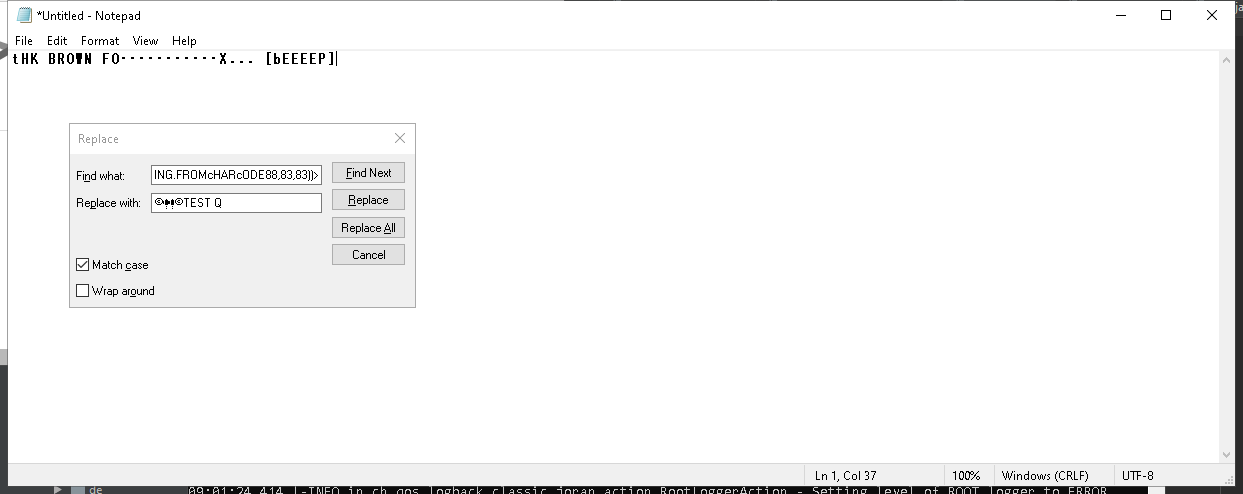 *Untitled - Notepad
File Edit Format View Help
tHK BROWN FO···········X... [bEEEEP]
Replace
Find what: ING.FROMcHARcODE88,83,83))> Find Next
Replace with: TEST Q Replace
Replace All
Cancel
Match case
Wrap around
Ln 1, Col 37 100% Windows (CRLF) UTF-8
de 09:01:24,414 |-INFO in ch.qos.logback.classic.joran.action.RootLoggerAction - Setting level of ROOT logger to ERROR